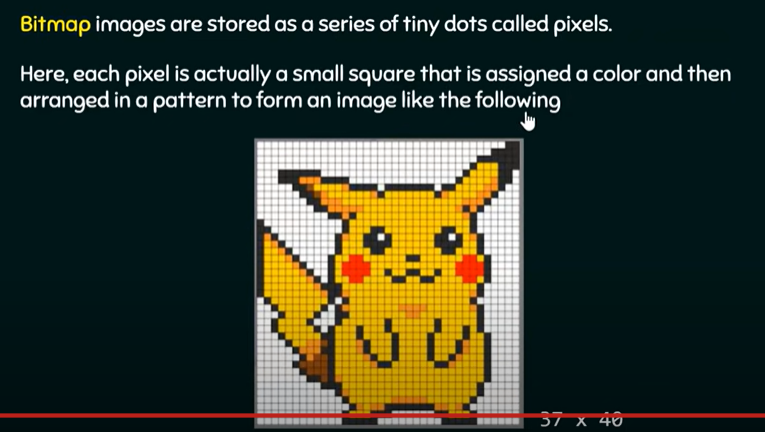 Bitmap images are stored as a series of tiny dots called pixels.
Here, each pixel is actually a small square that is assigned a color and then
arranged in a pattern to form an image like the following
37 x 40